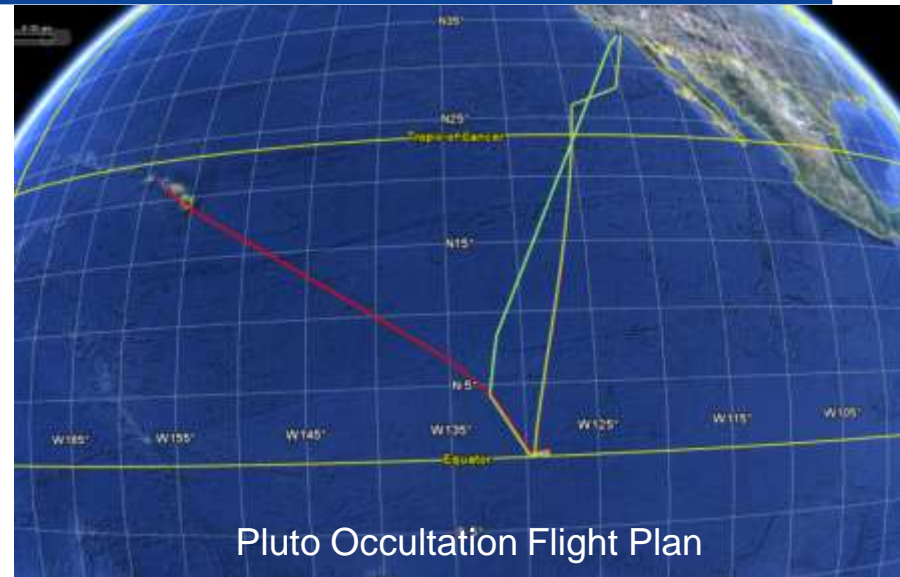 N35°
N25°
Tropic of Cancer
N15°
N 5°
W165°
W155°
W145°
W135°
W125°
W115°
W105°
Equator
Pluto Occultation Flight Plan